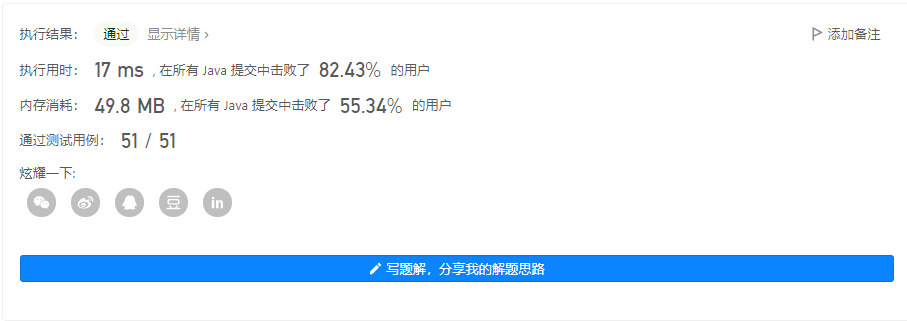 执行结果： 通过 显示详情 › 添加备注
执行用时： 17 ms , 在所有 Java 提交中击败了 82.43% 的用户
内存消耗： 49.8 MB , 在所有 Java 提交中击败了 55.34% 的用户
通过测试用例： 51 / 51
炫耀一下:
豆 in
写题解，分享我的解题思路